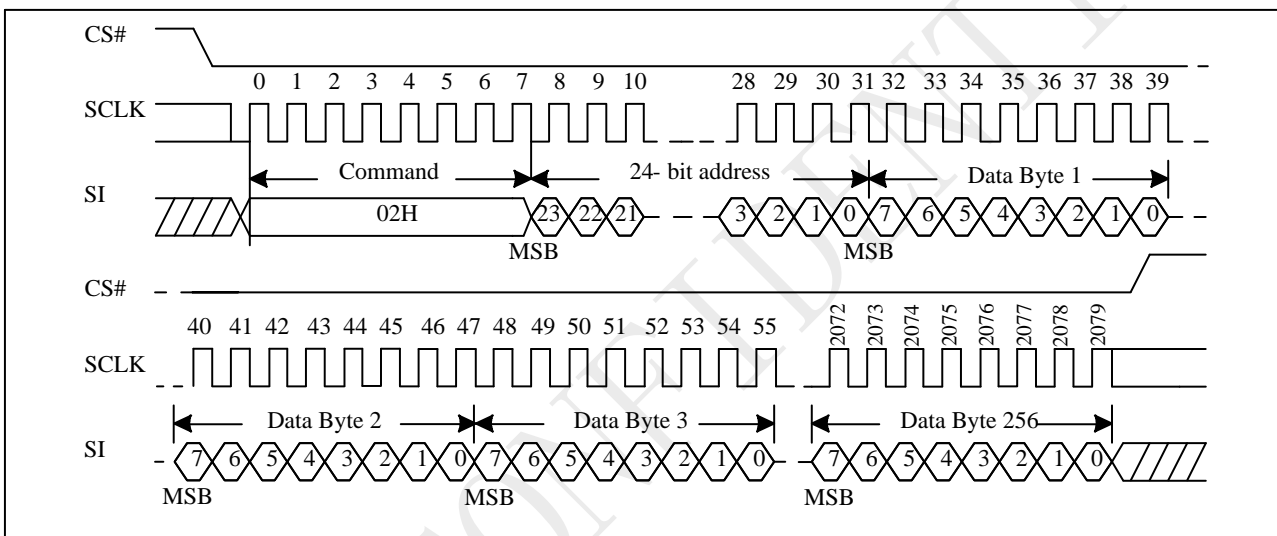 CS#
0 1 2 3 4 5 6 7 8 9 10 28 29 30 31 32 33 34 35 36 37 38 39
SCLK
Command 24- bit address Data Byte 1
SI
02H 23 22 21 3 2 1 0 7 6 5 4 3 2 1 0
MSB MSB
CS#
40 41 42 43 44 45 46 47 48 49 50 51 52 53 54 55 2072 2073 2074 2075 2076 2077 2078 2079
SCLK
Data Byte 2 Data Byte 3 Data Byte 256
SI
7 6 5 4 3 2 1 0 7 6 5 4 3 2 1 0 7 6 5 4 3 2 1 0
MSB MSB MSB